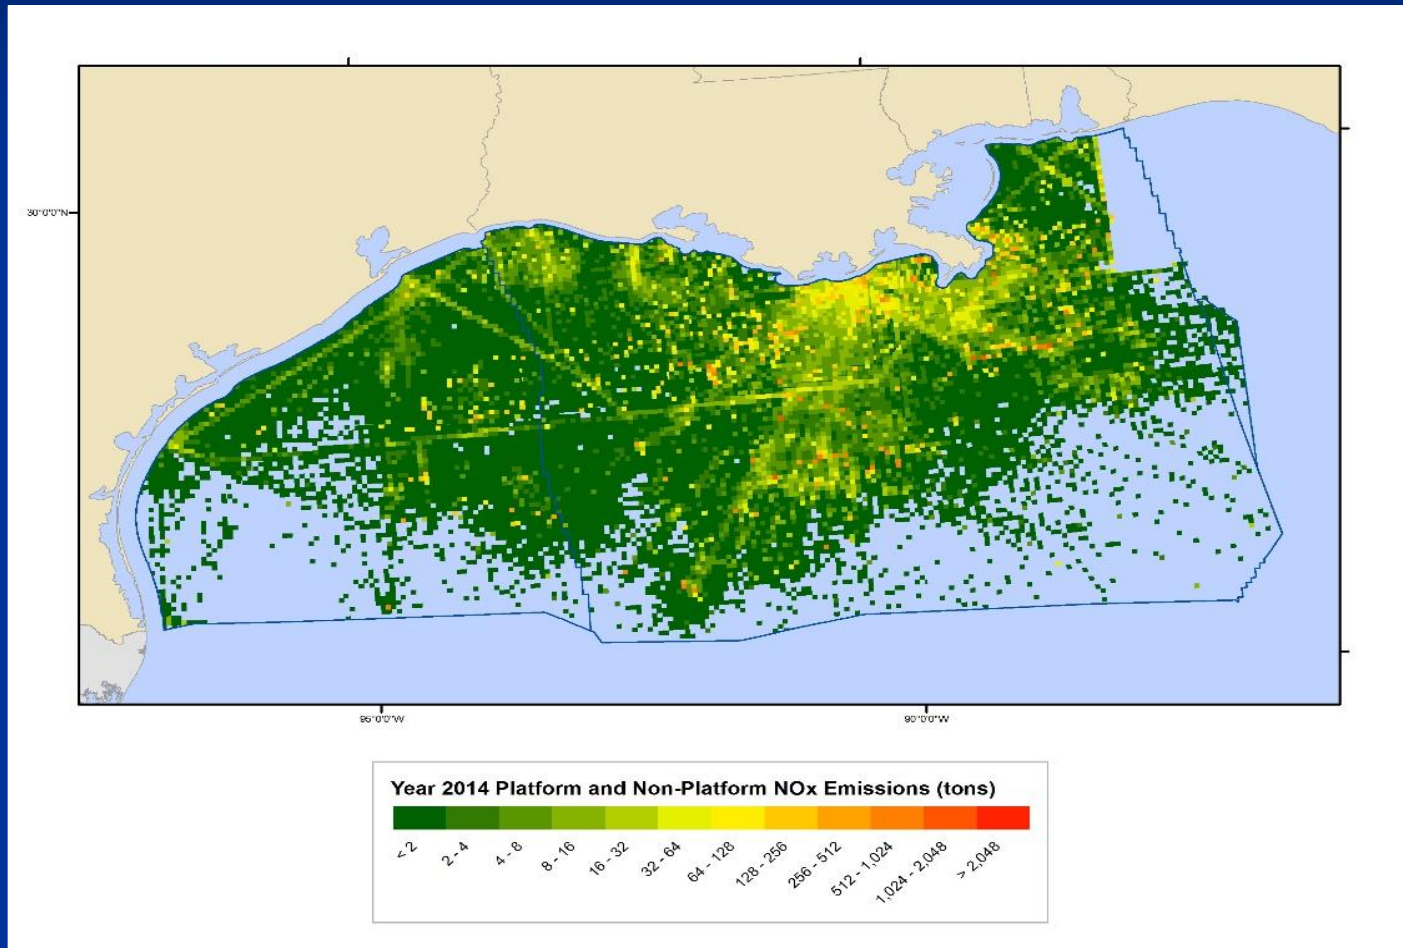 30°0'0"N
95°0'0"W
90°0'0"W
Year 2014 Platform and Non-Platform NOx Emissions (tons)
< 2
2 - 4
4 - 8
8 - 16
16 - 32
32 - 64
64 - 128
128 - 256
256 - 512
512 - 1,024
1,024 - 2,048
> 2,048